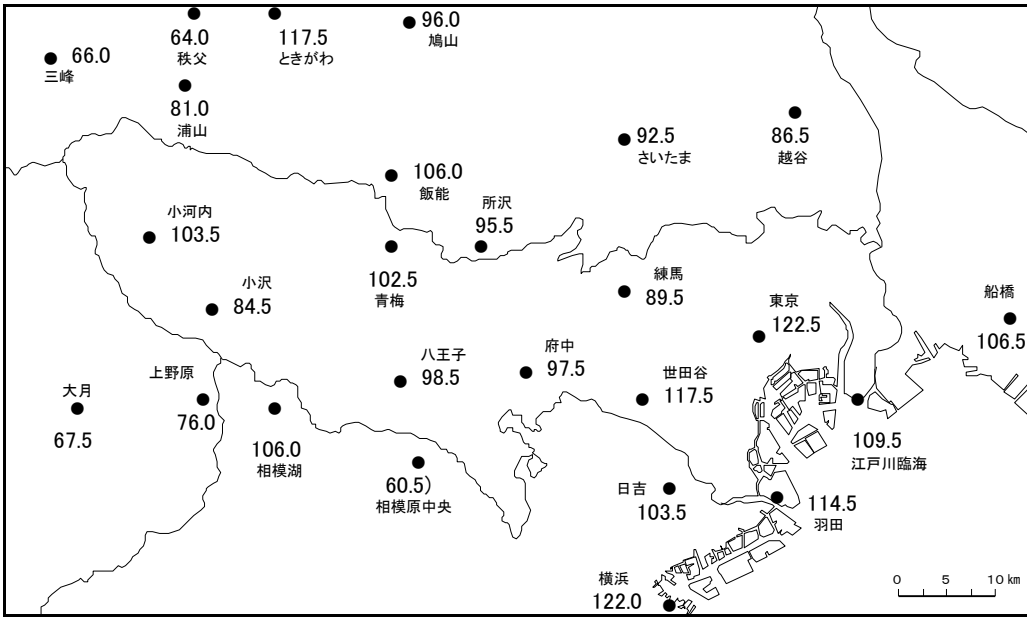 96.0
鳩山
64.0
秩父
117.5
ときがわ
66.0
三峰
81.0
浦山
92.5
さいたま
86.5
越谷
106.0
飯能
所沢
95.5
小河内
103.5
102.5
青梅
小沢
84.5
練馬
89.5
東京
122.5
船橋
106.5
八王子
98.5
府中
97.5
世田谷
117.5
大月
67.5
上野原
76.0
106.0
相模湖
109.5
江戸川臨海
60.5)
相模原中央
日吉
103.5
114.5
羽田
横浜
122.0
0 5 10 km